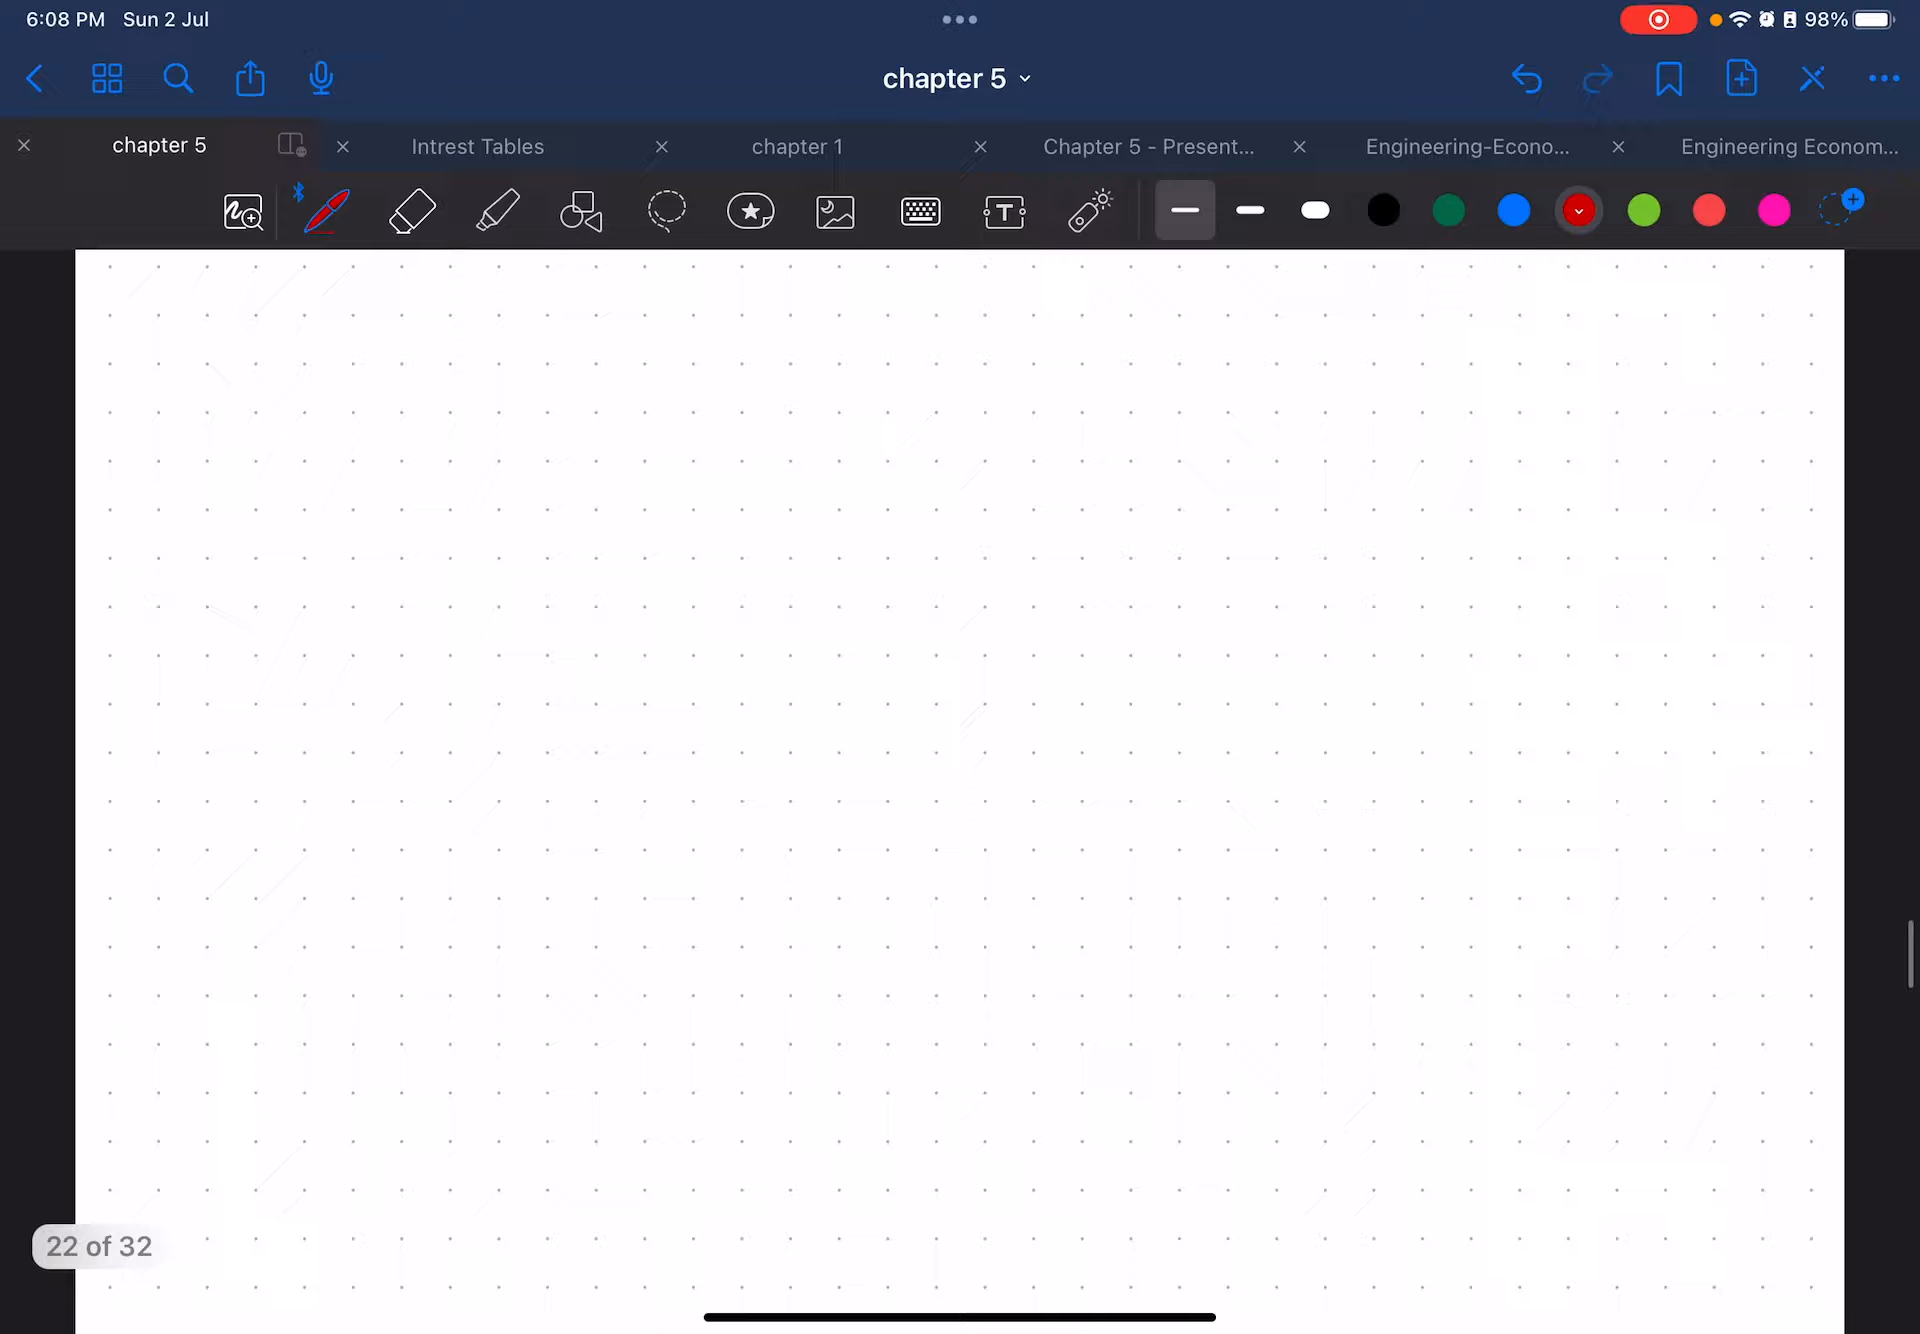 6:08 PM Sun 2 Jul
98%
chapter 5
chapter 5
Intrest Tables
chapter 1
Chapter 5 - Present...
Engineering-Econo...
Engineering Econom...
T
22 of 32